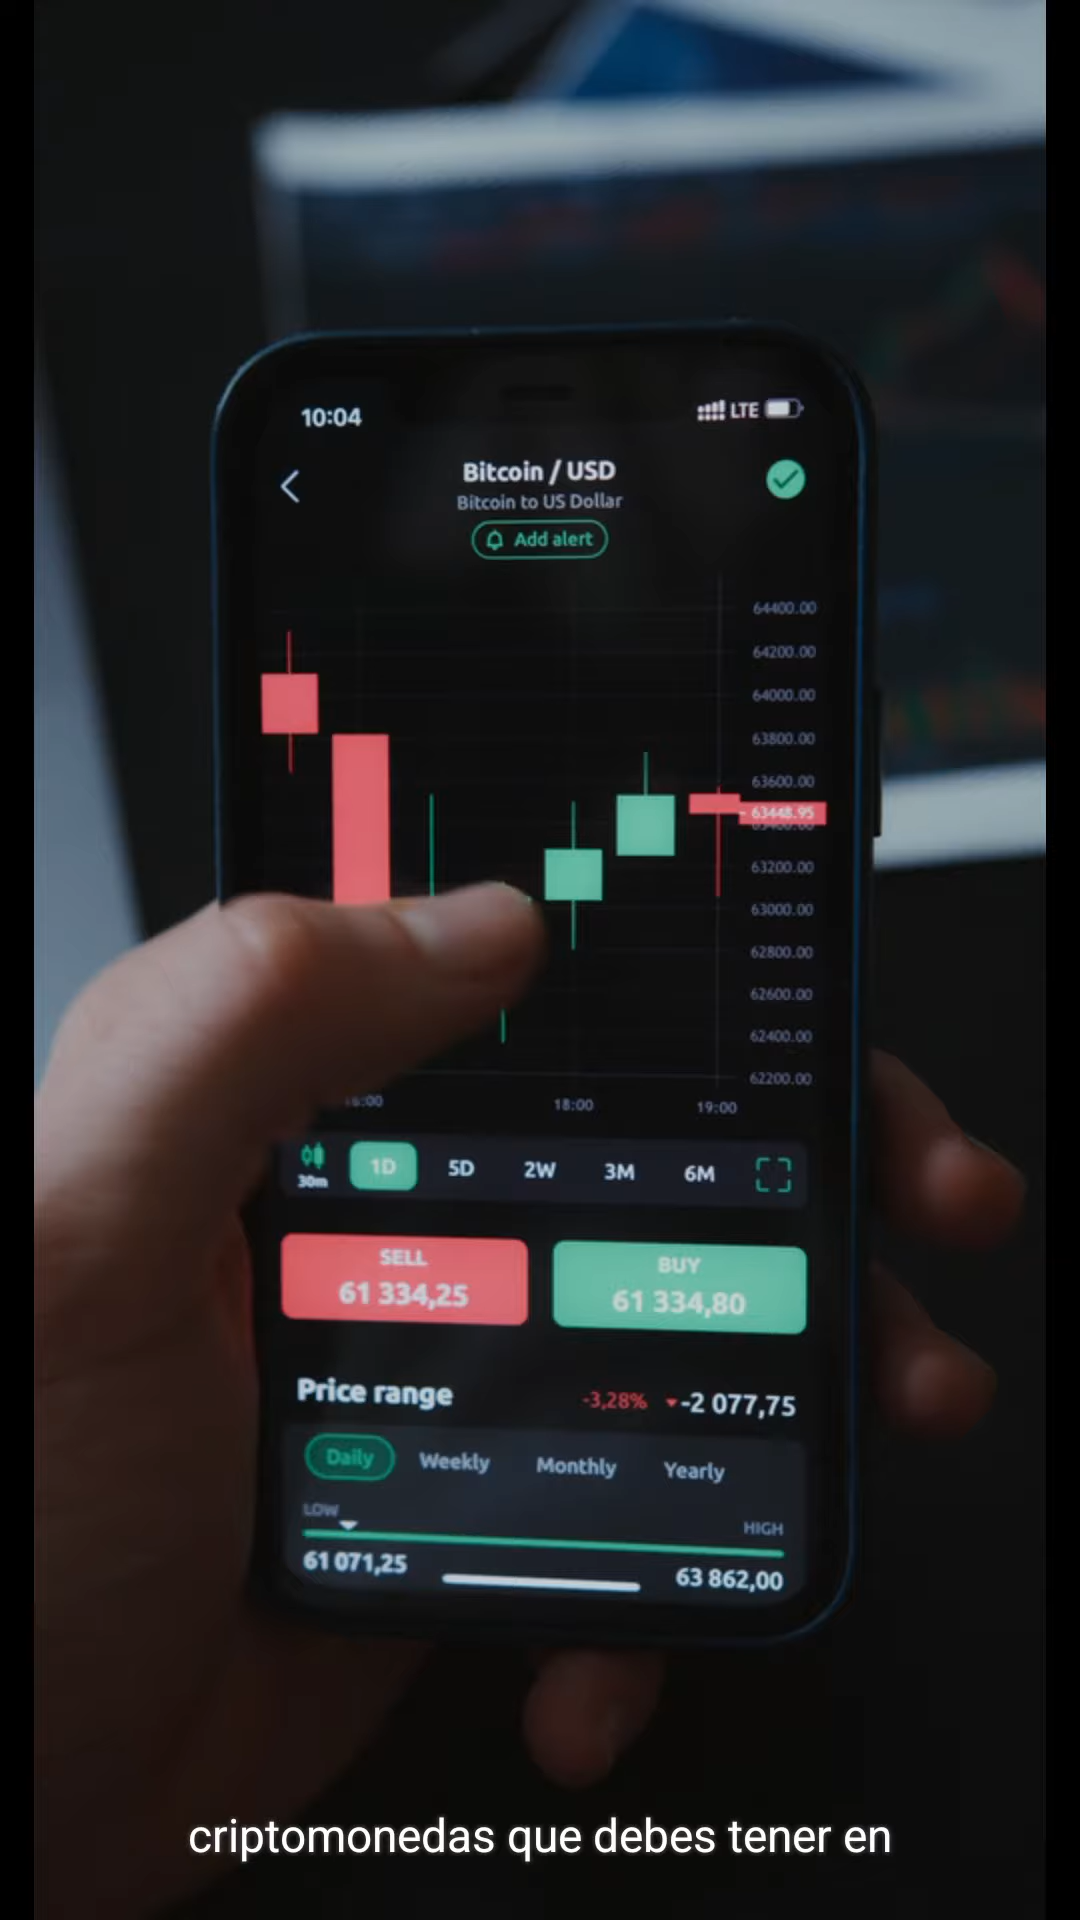 10:04
LTE
Bitcoin / USD
Bitcoin to US Dollar
Add alert
64400.00
64200.00
64000.00
63800.00
63600.00
63448.95
63400.00
63200.00
63000.00
62800.00
62600.00
62400.00
62200.00
18:00
19:00
30m
1D
5D
2W
3M
6M
SELL
61 334,25
BUY
61 334,80
Price range
-3,28%
-2 077,75
Daily
Weekly
Monthly
Yearly
LOW
HIGH
61 071,25
63 862,00
criptomonedas que debes tener en